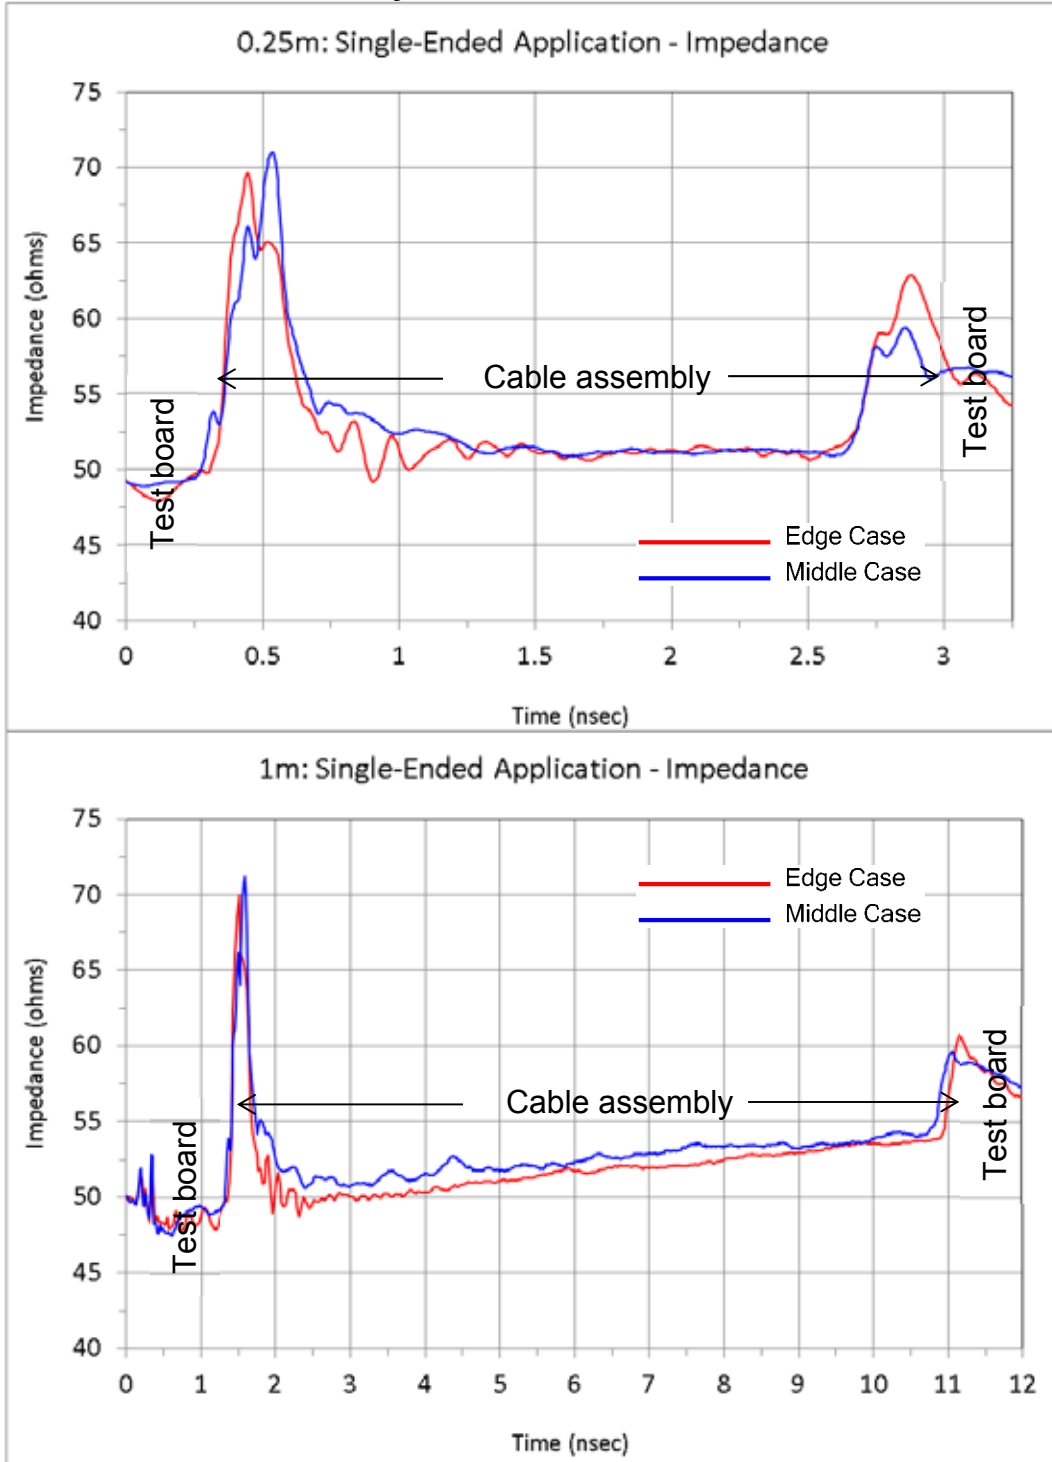 0.25m: Single-Ended Application - Impedance
75
70
65
60
55
50
45
40
Impedance (ohms)
Test board
Cable assembly
Test board
Edge Case
Middle Case
0 0.5 1 1.5 2 2.5 3
Time (nsec)
1m: Single-Ended Application - Impedance
75
70
65
60
55
50
45
40
Impedance (ohms)
Edge Case
Middle Case
Test board
Cable assembly
Test board
0 1 2 3 4 5 6 7 8 9 10 11 12
Time (nsec)